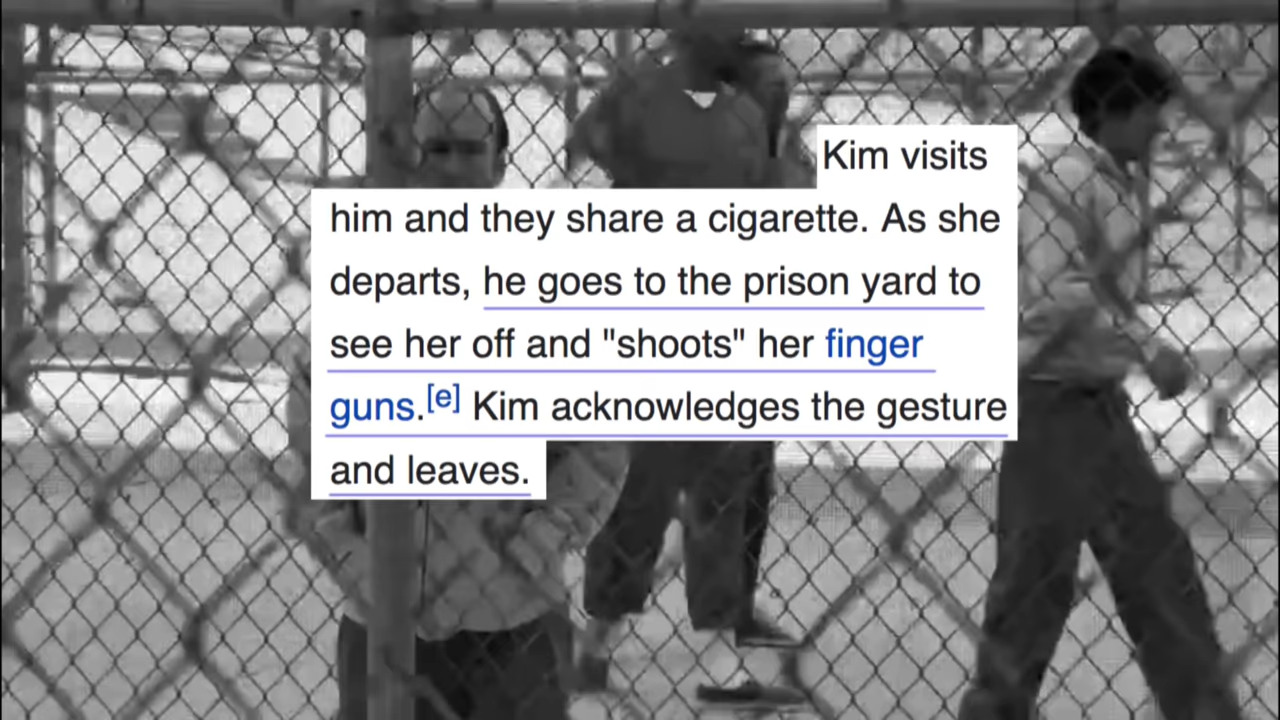 Kim visits
him and they share a cigarette. As she
departs, he goes to the prison yard to
see her off and "shoots" her finger
guns.[e] Kim acknowledges the gesture
and leaves.